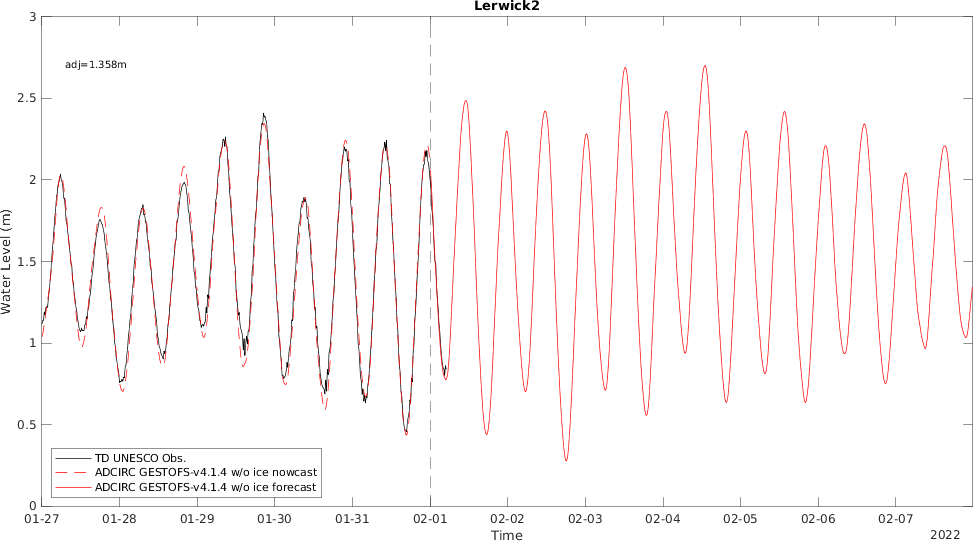 Lerwick2
adj=1.358m
Water Level (m)
3
2.5
2
1.5
1
0.5
0
TD UNESCO Obs.
ADCIRC GESTOFS-v4.1.4 w/o ice nowcast
ADCIRC GESTOFS-v4.1.4 w/o ice forecast
01-27 01-28 01-29 01-30 01-31 02-01 02-02 02-03 02-04 02-05 02-06 02-07
Time
2022